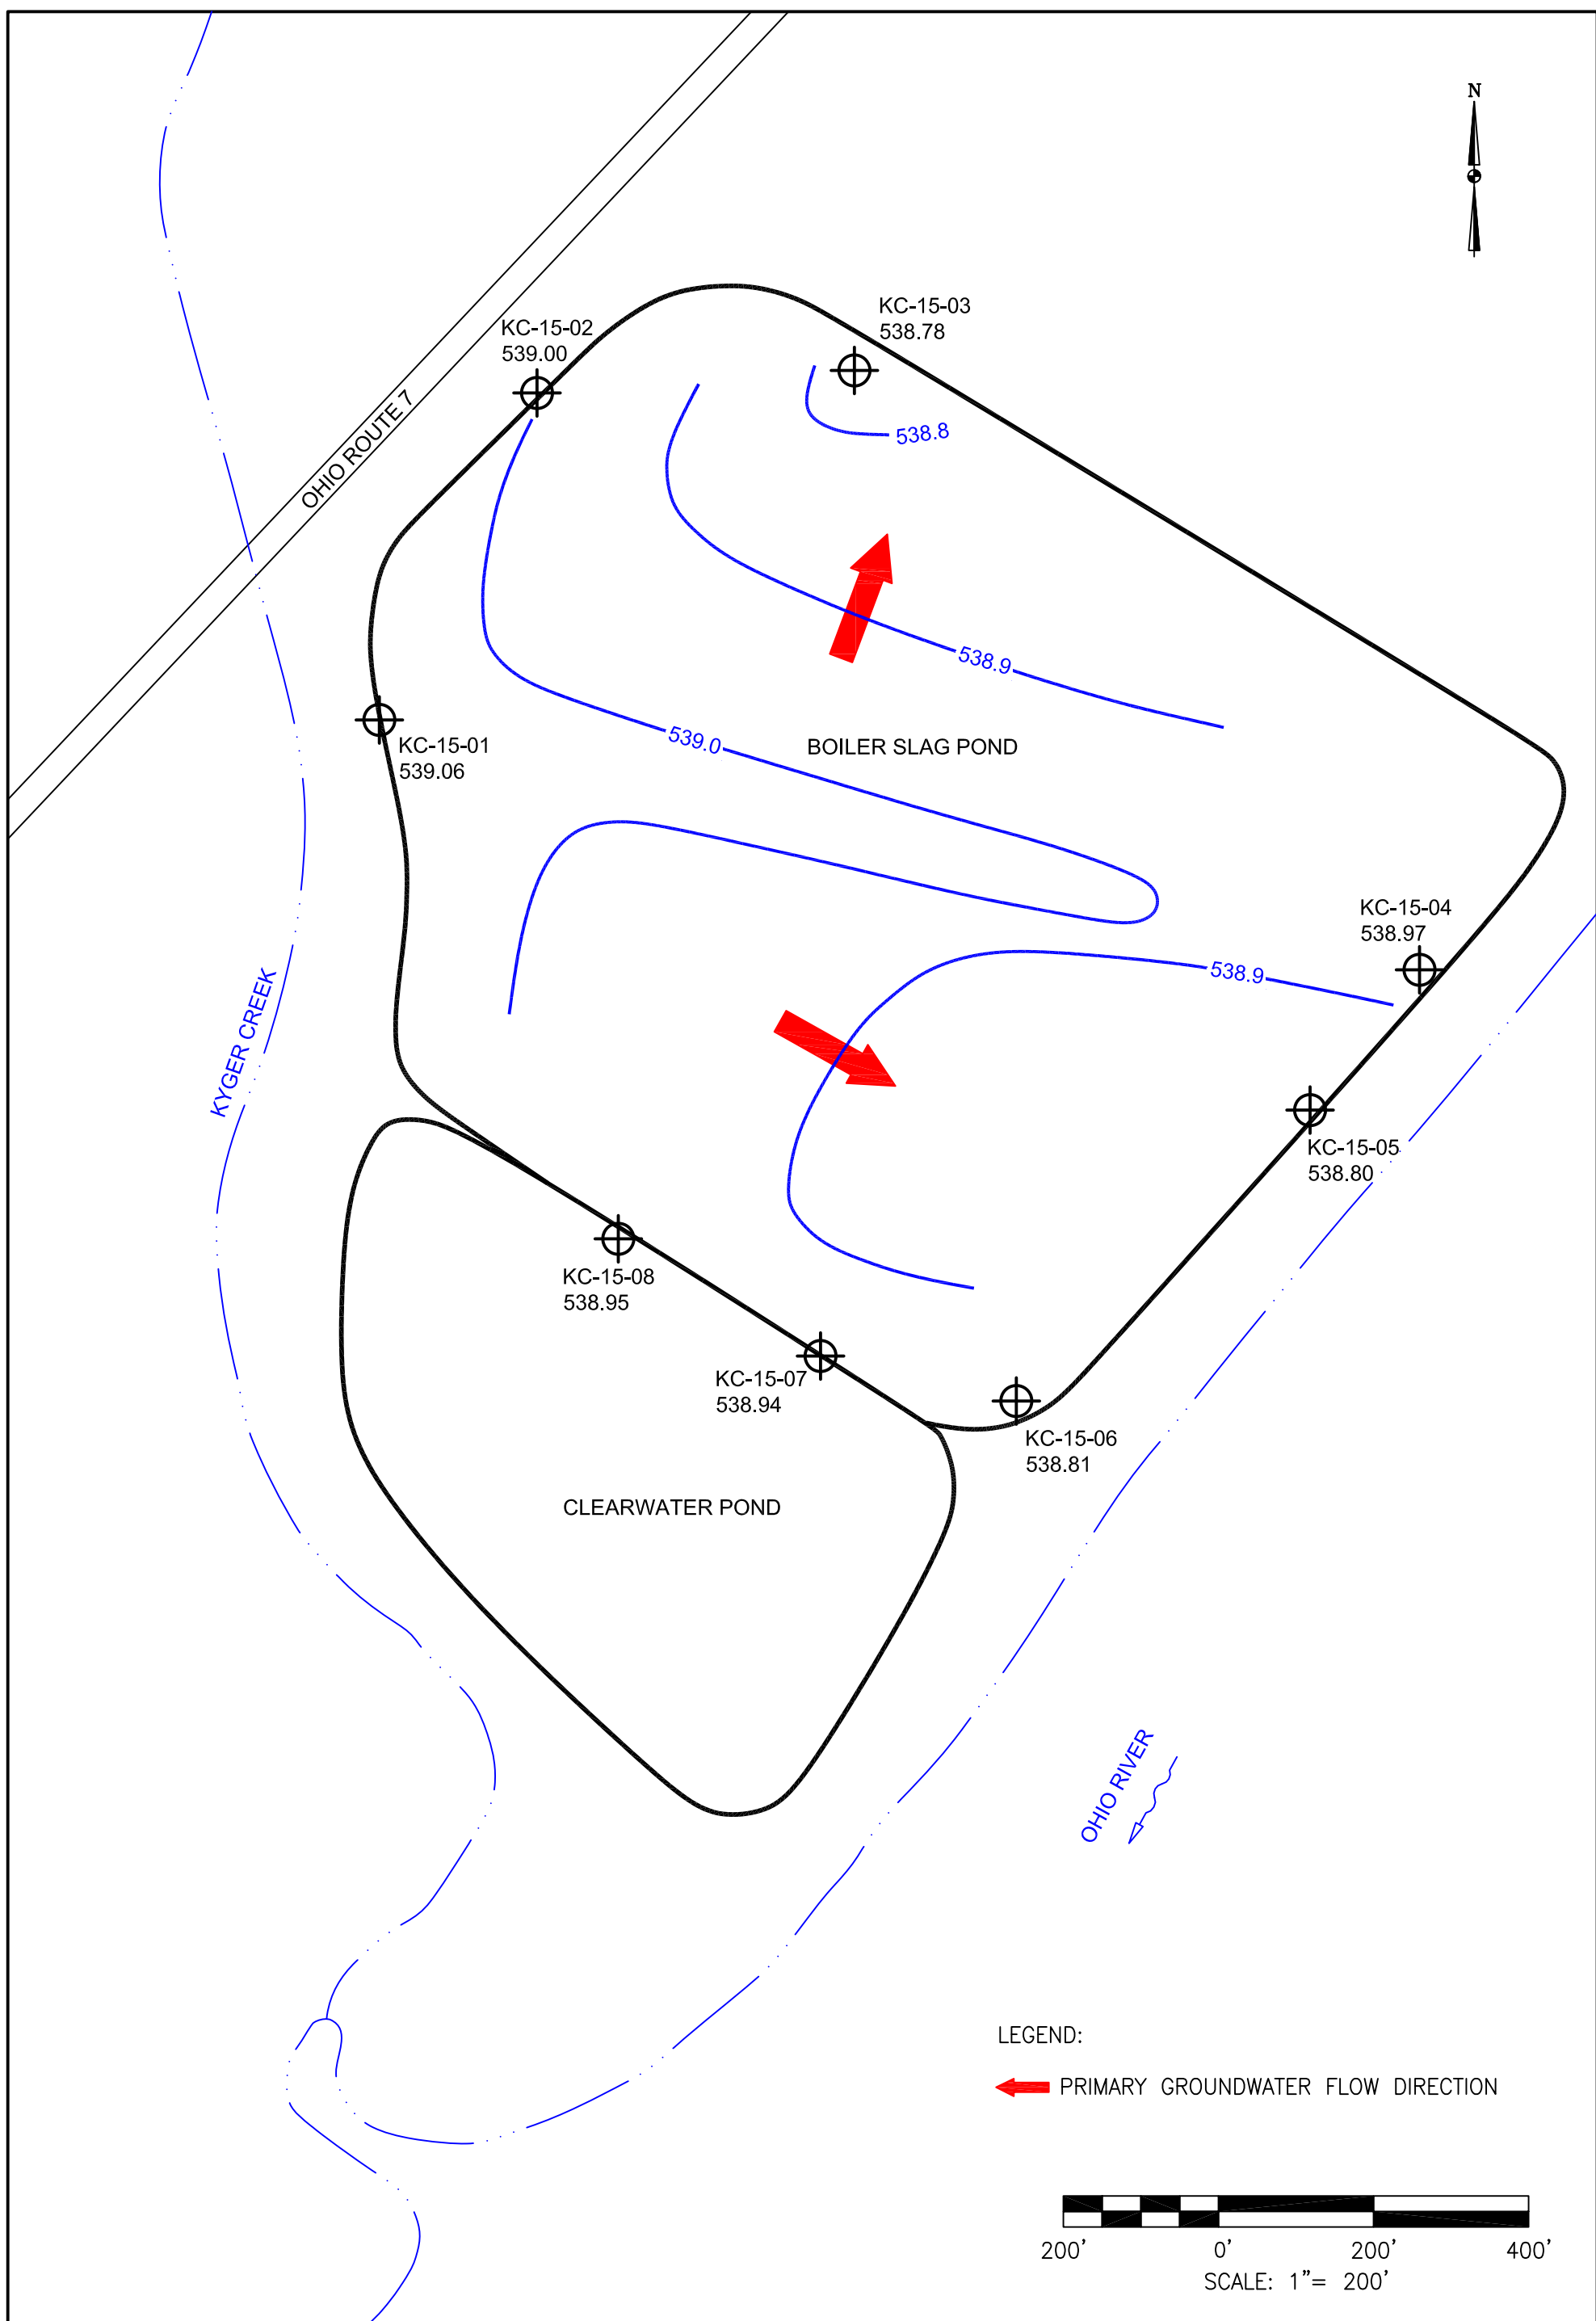 N
KC-15-03
538.78
KC-15-02
539.00
OHIO ROUTE 7
538.8
538.9
KC-15-01
539.06
539.0
BOILER SLAG POND
KC-15-04
538.97
538.9
KYGER CREEK
KC-15-05
538.80
KC-15-08
538.95
KC-15-07
538.94
KC-15-06
538.81
CLEARWATER POND
OHIO RIVER
LEGEND:
PRIMARY GROUNDWATER FLOW DIRECTION
200' 0' 200' 400'
SCALE: 1"= 200'